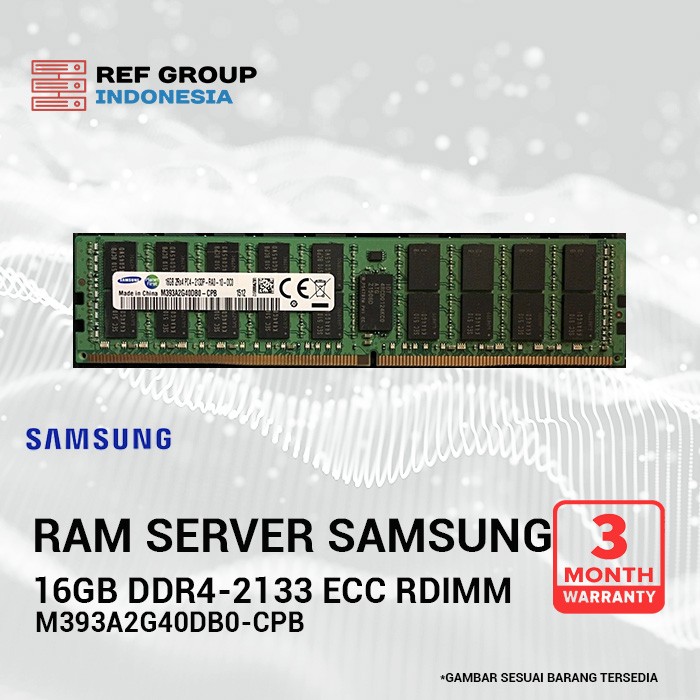 REF GROUP
INDONESIA
SAMSUNG
16GB 2Rx4 PC4-2133P-RA0-10-DC0
Made in China M393A2G40DB0-CPB 1512
SAMSUNG
RAM SERVER SAMSUNG
16GB DDR4-2133 ECC RDIMM
M393A2G40DB0-CPB
3
MONTH
WARRANTY
*GAMBAR SESUAI BARANG TERSEDIA